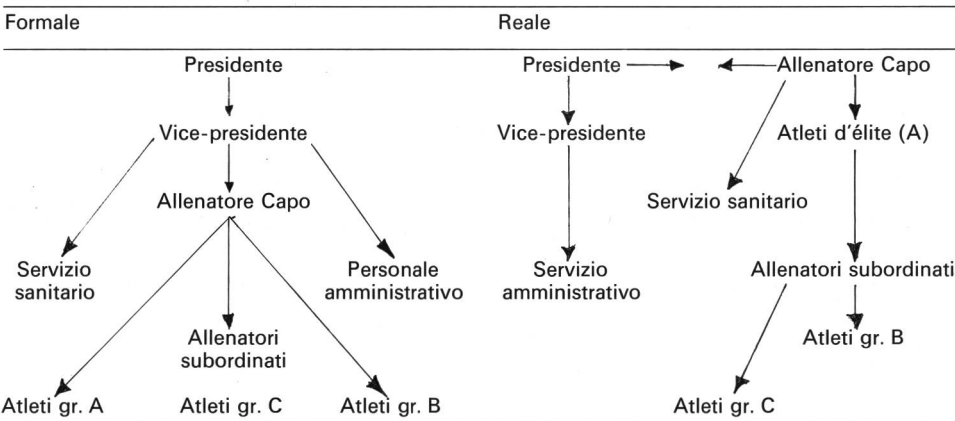 Formale
Reale
Presidente
Vice-presidente
Allenatore Capo
Servizio
sanitario
Personale
amministrativo
Allenatori
subordinati
Atleti gr. A
Atleti gr. C
Atleti gr. B
Presidente
Allenatore Capo
Vice-presidente
Atleti d'élite (A)
Servizio sanitario
Servizio
amministrativo
Allenatori subordinati
Atleti gr. B
Atleti gr. C